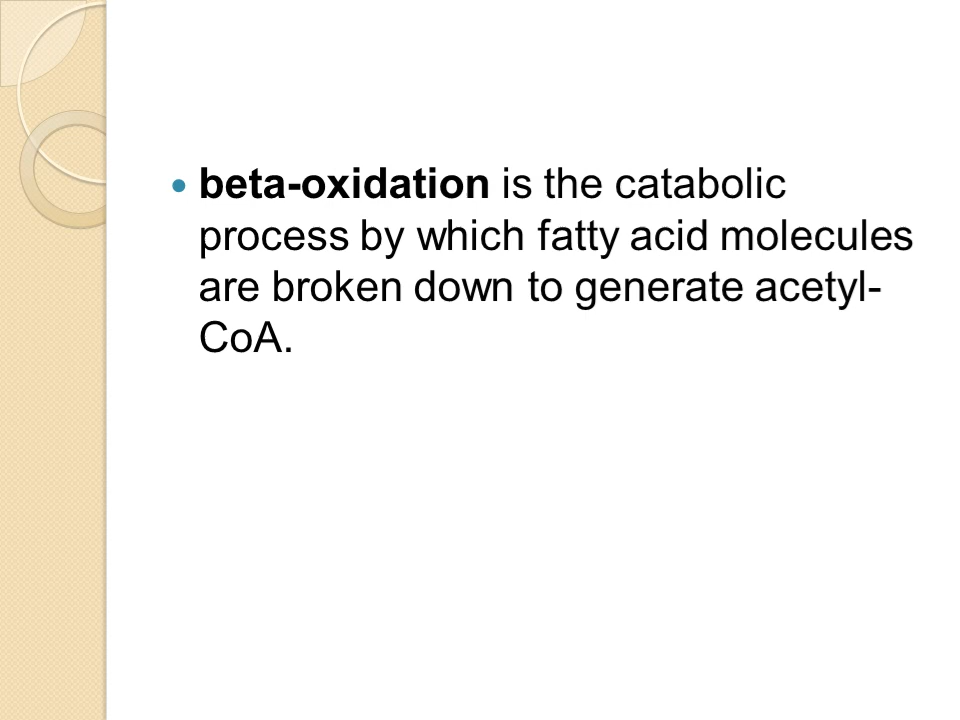 beta-oxidation is the catabolic
process by which fatty acid molecules
are broken down to generate acetyl-
CoA.